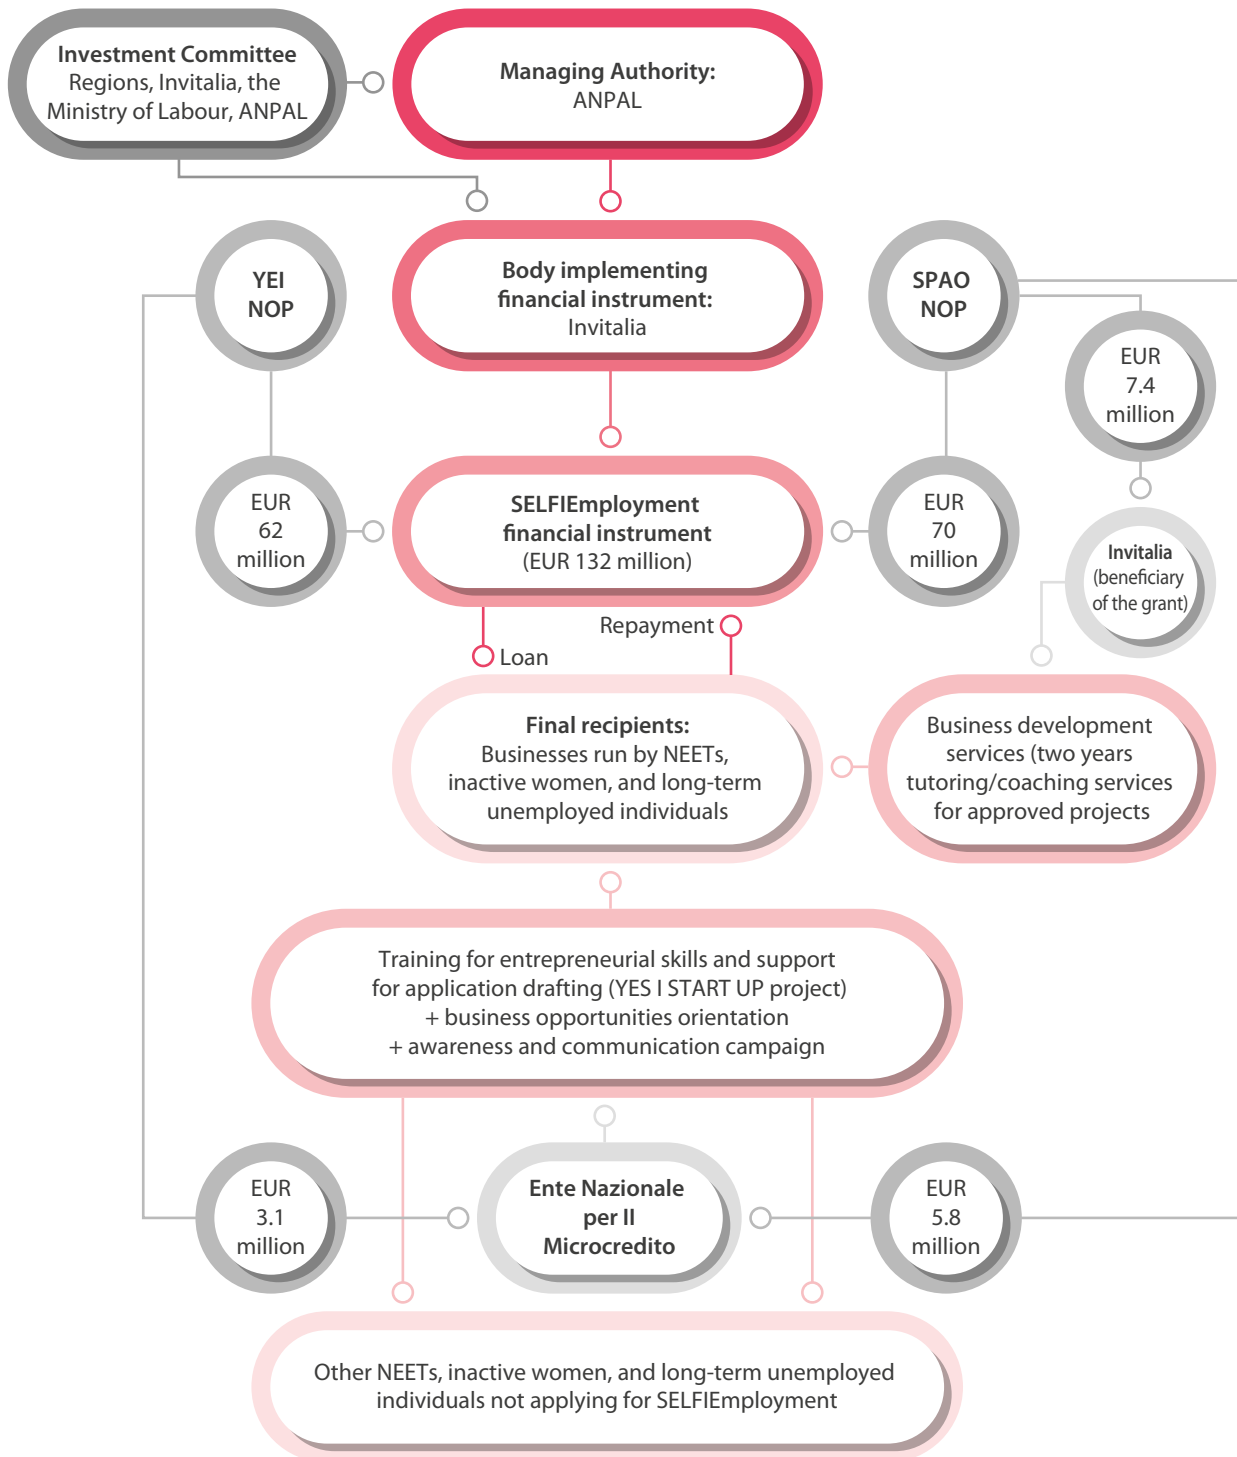 Investment Committee
Regions, Invitalia, the
Ministry of Labour, ANPAL
Managing Authority:
ANPAL
YEI
NOP
Body implementing
financial instrument:
Invitalia
SPAO
NOP
EUR
7.4
million
EUR
62
million
SELFIEmployment
financial instrument
(EUR 132 million)
EUR
70
million
Invitalia
(beneficiary
of the grant)
Repayment
Loan
Final recipients:
Businesses run by NEETs,
inactive women, and long-term
unemployed individuals
Business development
services (two years
tutoring/coaching services
for approved projects
Training for entrepreneurial skills and support
for application drafting (YES I START UP project)
+ business opportunities orientation
+ awareness and communication campaign
EUR
3.1
million
Ente Nazionale
per II
Microcredito
EUR
5.8
million
Other NEETs, inactive women, and long-term unemployed
individuals not applying for SELFIEmployment